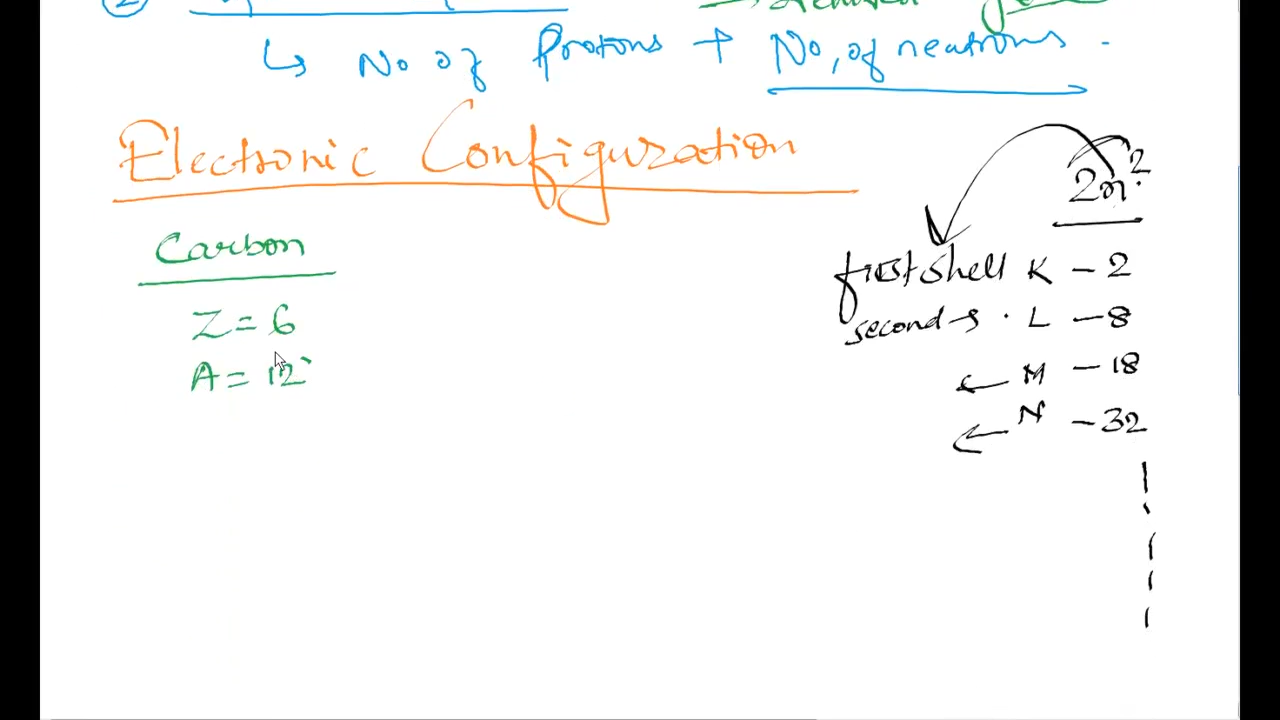 ↳ No of Protons + No, of neutrons.
Electronic Configuration
2n²
Carbon
first shell K - 2
Z = 6
second s. L - 8
A = 12
← M - 18
← N - 32